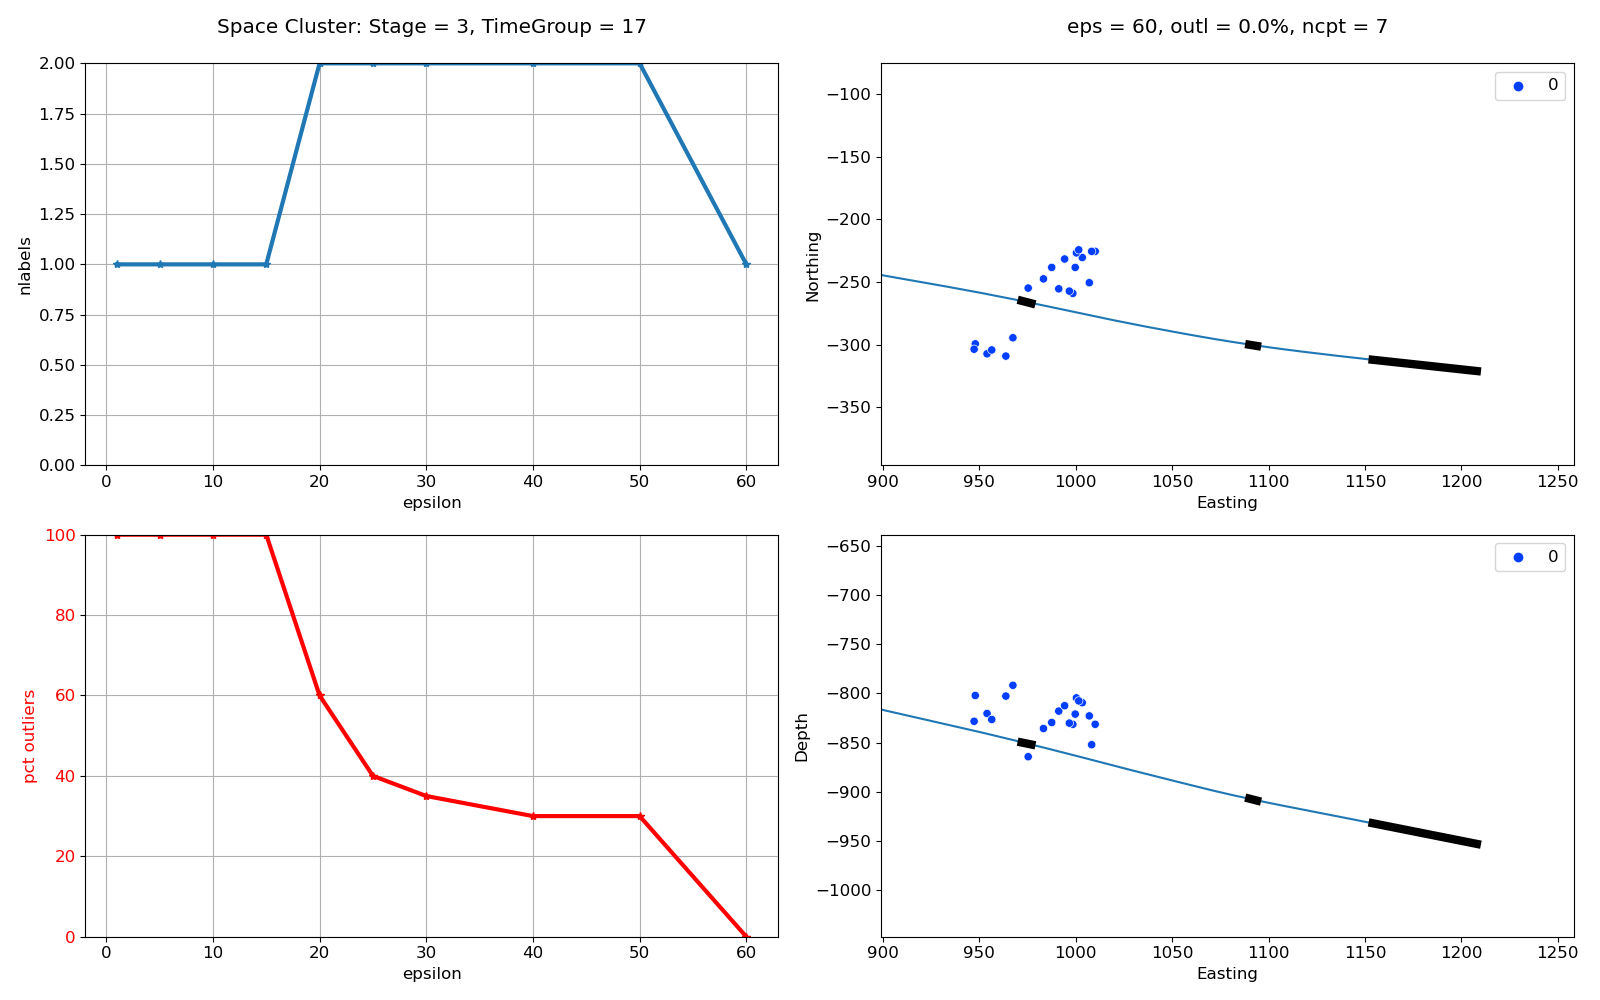 Space Cluster: Stage = 3, TimeGroup = 17
2.00
1.75
1.50
1.25
1.00
0.75
0.50
0.25
0.00
nlabels
0 10 20 30 40 50 60
epsilon
eps = 60, outl = 0.0%, ncpt = 7
0
−100
−150
−200
−250
−300
−350
Northing
900 950 1000 1050 1100 1150 1200 1250
Easting
100
80
60
40
20
0
pct outliers
0 10 20 30 40 50 60
epsilon
0
−650
−700
−750
−800
−850
−900
−950
−1000
Depth
900 950 1000 1050 1100 1150 1200 1250
Easting